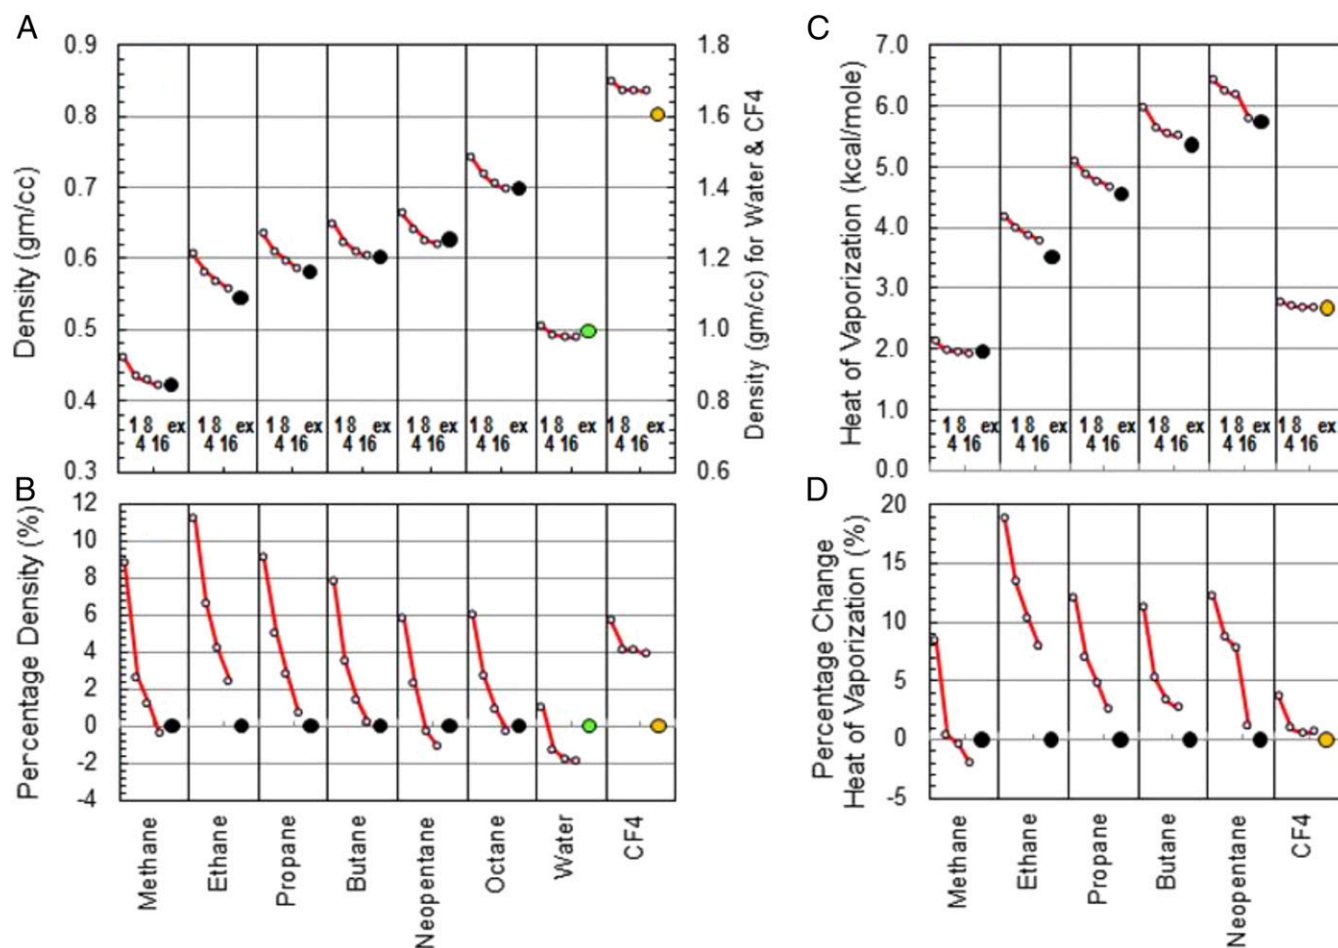 A
Density (gm/cc)
0.9
0.8
0.7
0.6
0.5
0.4
0.3
1 8 ex
4 16
1 8 ex
4 16
1 8 ex
4 16
1 8 ex
4 16
1 8 ex
4 16
1 8 ex
4 16
1 8 ex
4 16
1 8 ex
4 16
1.8
1.6
1.4
1.2
1.0
0.8
0.6
Density (gm/cc) for Water & CF4
B
Percentage Density (%)
12
10
8
6
4
2
0
-2
-4
Methane
Ethane
Propane
Butane
Neopentane
Octane
Water
CF4
C
Heat of Vaporization (kcal/mole)
7.0
6.0
5.0
4.0
3.0
2.0
1.0
0.0
1 8 ex
4 16
1 8 ex
4 16
1 8 ex
4 16
1 8 ex
4 16
1 8 ex
4 16
1 8 ex
4 16
D
Percentage Change
Heat of Vaporization (%)
20
15
10
5
0
-5
Methane
Ethane
Propane
Butane
Neopentane
CF4